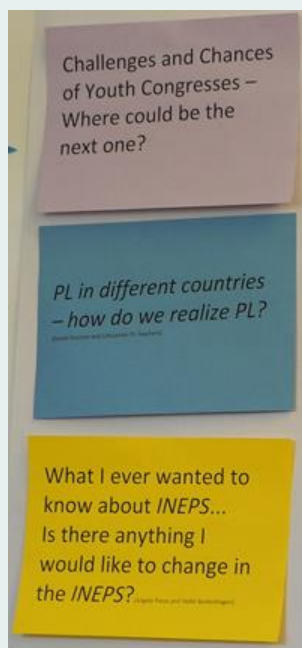 Challenges and Chances
of Youth Congresses –
Where could be the
next one?
PL in different countries
– how do we realize PL?
What I ever wanted to
know about INEPS...
Is there anything I
would like to change in
the INEPS?